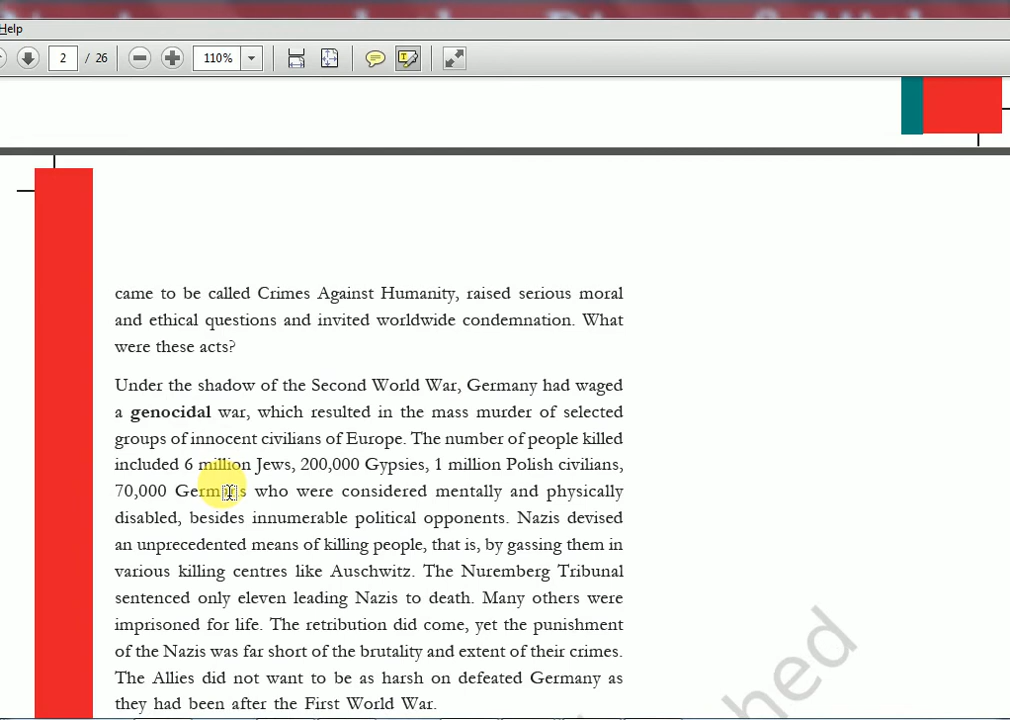 Help
2 / 26 110%
came to be called Crimes Against Humanity, raised serious moral
and ethical questions and invited worldwide condemnation. What
were these acts?
Under the shadow of the Second World War, Germany had waged
a genocidal war, which resulted in the mass murder of selected
groups of innocent civilians of Europe. The number of people killed
included 6 million Jews, 200,000 Gypsies, 1 million Polish civilians,
70,000 Germans who were considered mentally and physically
disabled, besides innumerable political opponents. Nazis devised
an unprecedented means of killing people, that is, by gassing them in
various killing centres like Auschwitz. The Nuremberg Tribunal
sentenced only eleven leading Nazis to death. Many others were
imprisoned for life. The retribution did come, yet the punishment
of the Nazis was far short of the brutality and extent of their crimes.
The Allies did not want to be as harsh on defeated Germany as
they had been after the First World War.
hed